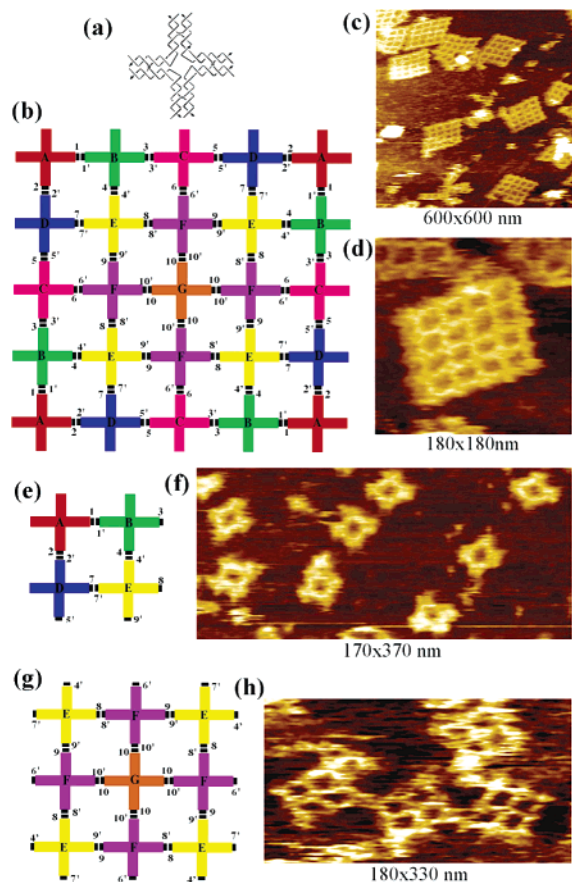 (a)
(b)
1 3 5 2
A B C D A
1' 3' 5' 2'
2 2' 4 4' 6 6' 7 7' 1 1'
7 8 9 4
D E F E B
7' 8' 9' 4'
5 5' 9 9' 10 10' 8 8' 3' 3
6' 10' 10 6
C F G F C
6 10 10' 6'
3 3' 8 8' 10' 10 9' 9 5 5'
4' 9' 8' 7'
B E F E D
4 9 8 7
1 1' 7 7' 6' 6 4 4' 2' 2
2' 5' 3' 1'
A D C B A
2 5 3 1
(c)
600x600 nm
(d)
180x180nm
(e)
1 3
A B
1'
2 2' 4 4'
7 8
D E
7'
5' 9'
(f)
170x370 nm
(g)
4' 6' 7'
8 9
E F E
7' 8' 9' 4'
9 9' 10 10' 8 8'
6' 10' 10 6
F G F
10 10' 6'
8 8' 10' 10 9' 9
4' 9' 8' 7'
E F E
9 8
7' 6' 4'
(h)
180x330 nm